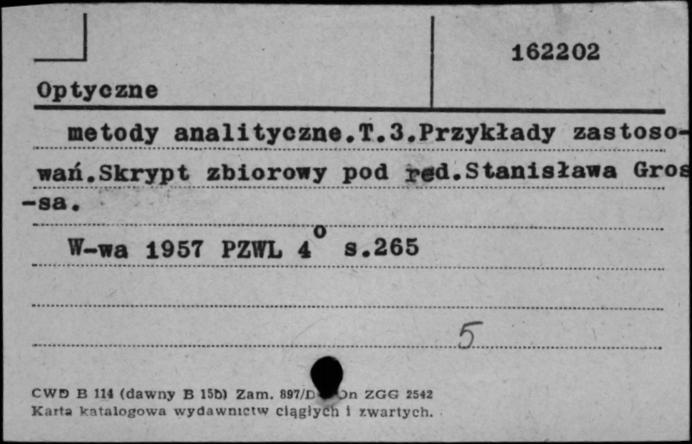 162202
Optyczne
metody analityczne.T.3.Przykłady zastoso-
wań.Skrypt zbiorowy pod red.Stanisława Gros
-sa.
W-wa 1957 PZWL 4° s.265
5
CWD B 114 (dawny B 15b) Zam. 897/D ZGG 2542
Karta katalogowa wydawnictw ciągłych i zwartych.